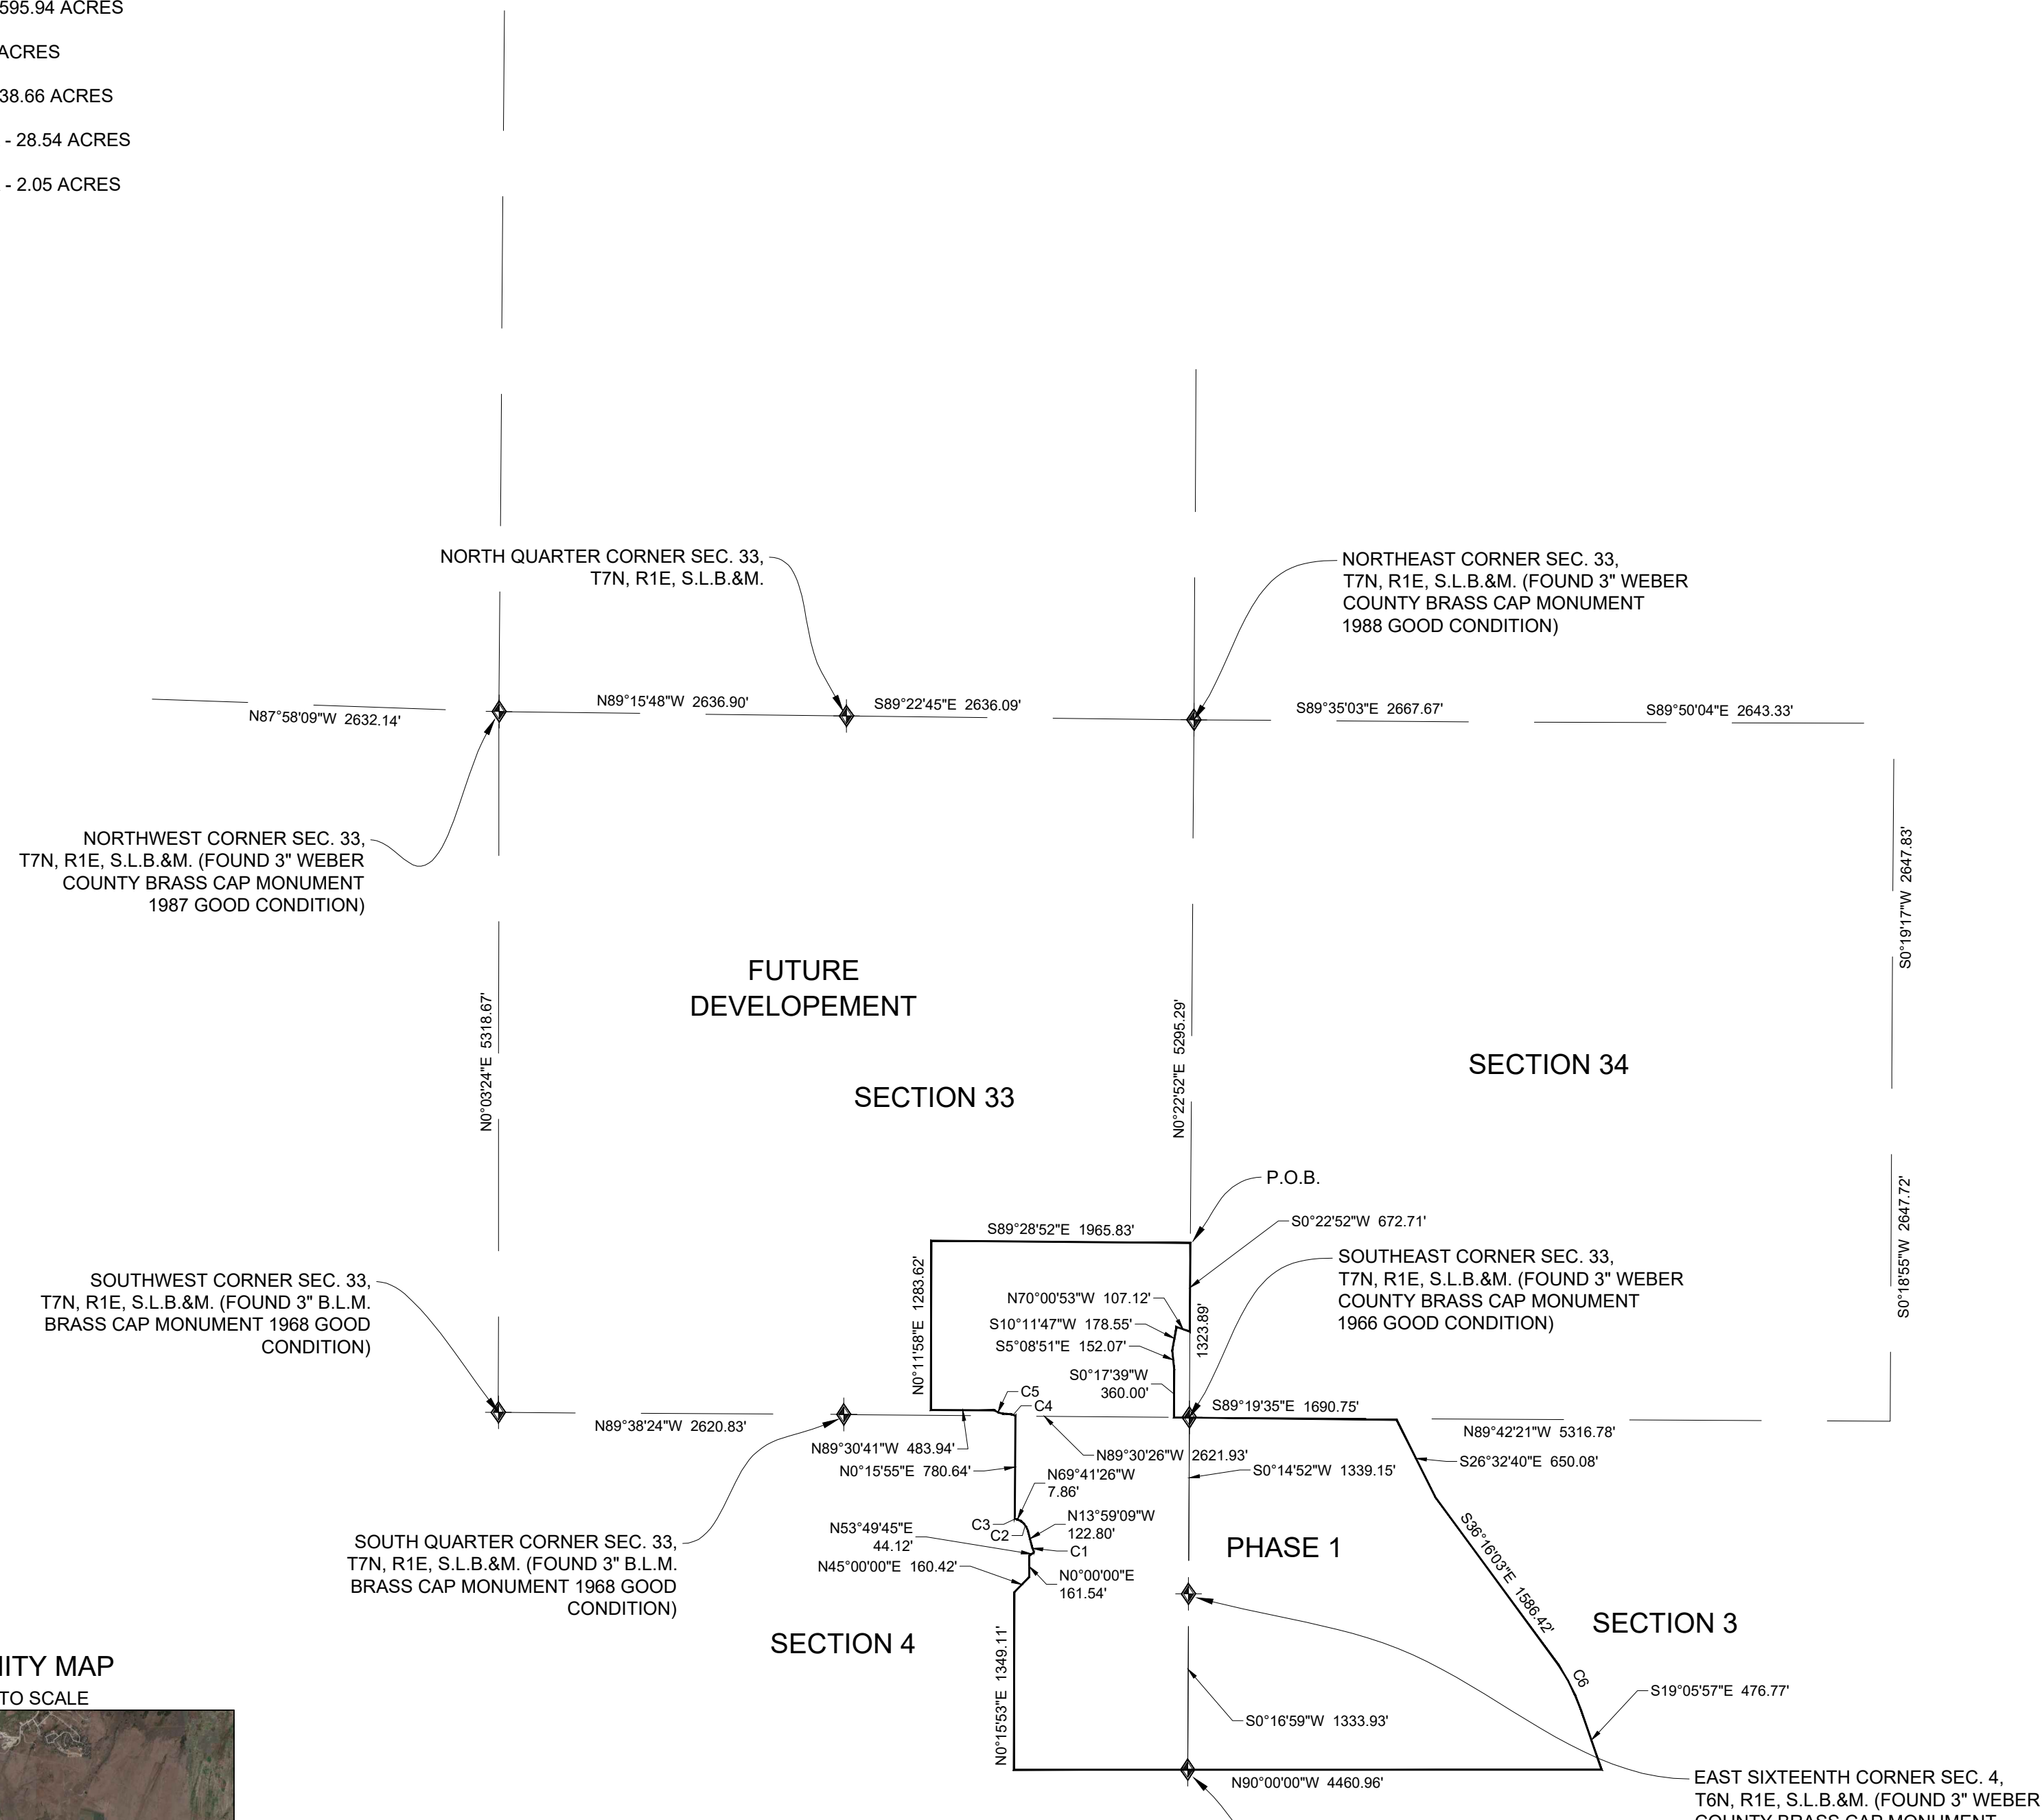 595.94 ACRES
ACRES
38.66 ACRES
- 28.54 ACRES
- 2.05 ACRES
NORTH QUARTER CORNER SEC. 33,
T7N, R1E, S.L.B.&M.
NORTHEAST CORNER SEC. 33,
T7N, R1E, S.L.B.&M. (FOUND 3" WEBER
COUNTY BRASS CAP MONUMENT
1988 GOOD CONDITION)
N87°58'09"W 2632.14'
N89°15'48"W 2636.90'
S89°22'45"E 2636.09'
S89°35'03"E 2667.67'
S89°50'04"E 2643.33'
NORTHWEST CORNER SEC. 33,
T7N, R1E, S.L.B.&M. (FOUND 3" WEBER
COUNTY BRASS CAP MONUMENT
1987 GOOD CONDITION)
S0°19'17"W 2647.83'
FUTURE
DEVELOPEMENT
N0°03'24"E 5318.67'
N0°22'52"E 5295.29'
SECTION 33
SECTION 34
P.O.B.
S0°18'55"W 2647.72'
S89°28'52"E 1965.83'
S0°22'52"W 672.71'
SOUTHEAST CORNER SEC. 33,
T7N, R1E, S.L.B.&M. (FOUND 3" WEBER
COUNTY BRASS CAP MONUMENT
1966 GOOD CONDITION)
SOUTHWEST CORNER SEC. 33,
T7N, R1E, S.L.B.&M. (FOUND 3" B.L.M.
BRASS CAP MONUMENT 1968 GOOD
CONDITION)
N0°11'58"E 1283.62'
N70°00'53"W 107.12'
S10°11'47"W 178.55'
S5°08'51"E 152.07'
1323.89'
S0°17'39"W
360.00'
C5
C4
S89°19'35"E 1690.75'
N89°38'24"W 2620.83'
N89°42'21"W 5316.78'
N89°30'41"W 483.94'
N89°30'26"W 2621.93'
S26°32'40"E 650.08'
N0°15'55"E 780.64'
S0°14'52"W 1339.15'
N69°41'26"W
7.86'
C3
C2
N13°59'09"W
122.80'
N53°49'45"E
44.12'
C1
N45°00'00"E 160.42'
N0°00'00"E
161.54'
SOUTH QUARTER CORNER SEC. 33,
T7N, R1E, S.L.B.&M. (FOUND 3" B.L.M.
BRASS CAP MONUMENT 1968 GOOD
CONDITION)
PHASE 1
S36°16'03"E 1586.42'
SECTION 3
SECTION 4
N0°15'53"E 1349.11'
C6
S19°05'57"E 476.77'
S0°16'59"W 1333.93'
N90°00'00"W 4460.96'
EAST SIXTEENTH CORNER SEC. 4,
T6N, R1E, S.L.B.&M. (FOUND 3" WEBER
COUNTY BRASS CAP MONUMENT
MAP
TO SCALE